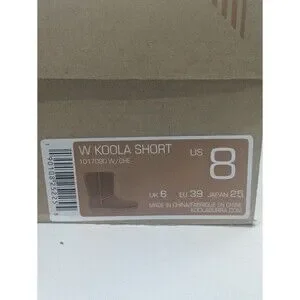 W KOOLA SHORT
1017090 W/CHE
US 8
UK 6 EU 39 JAPAN 25
MADE IN CHINA/FABRIQUE EN CHINE
KOOLABURRA.COM